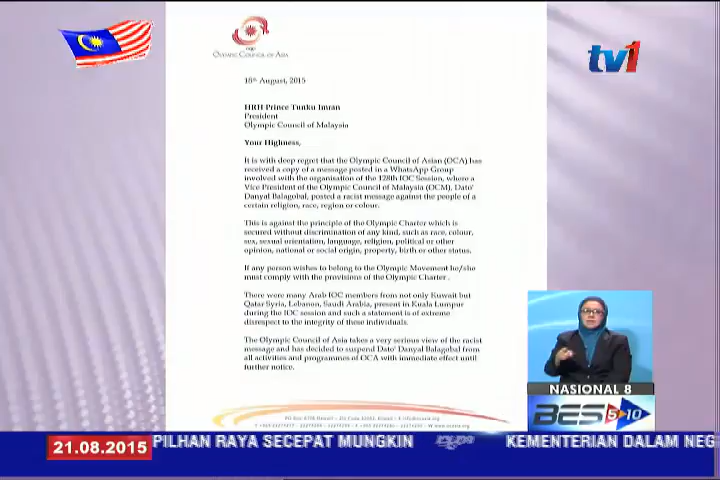 tv1
OLYMPIC COUNCIL OF ASIA
18th August, 2015
HRH Prince Tunku Imran
President
Olympic Council of Malaysia
Your Highness,
It is with deep regret that the Olympic Council of Asian (OCA) has
received a copy of a message posted in a WhatsApp Group
involved with the organisation of the 128th IOC Session, where a
Vice President of the Olympic Council of Malaysia (OCM), Dato'
Danyal Balagobal, posted a racist message against the people of a
certain religion, race, region or colour.
This is against the principle of the Olympic Charter which is
secured without discrimination of any kind, such as race, colour,
sex, sexual orientation, language, religion, political or other
opinion, national or social origin, property, birth or other status.
If any person wishes to belong to the Olympic Movement he/she
must comply with the provisions of the Olympic Charter .
There were many Arab IOC members from not only Kuwait but
Qatar Syria, Lebanon, Saudi Arabia, present in Kuala Lumpur
during the IOC session and such a statement is of extreme
disrespect to the integrity of these individuals.
The Olympic Council of Asia takes a very serious view of the racist
message and has decided to suspend Dato' Danyal Balagobal from
all activities and programmes of OCA with immediate effect until
further notice.
NASIONAL 8
BES 5 10
21.08.2015 PILIHAN RAYA SECEPAT MUNGKIN KEMENTERIAN DALAM NEG